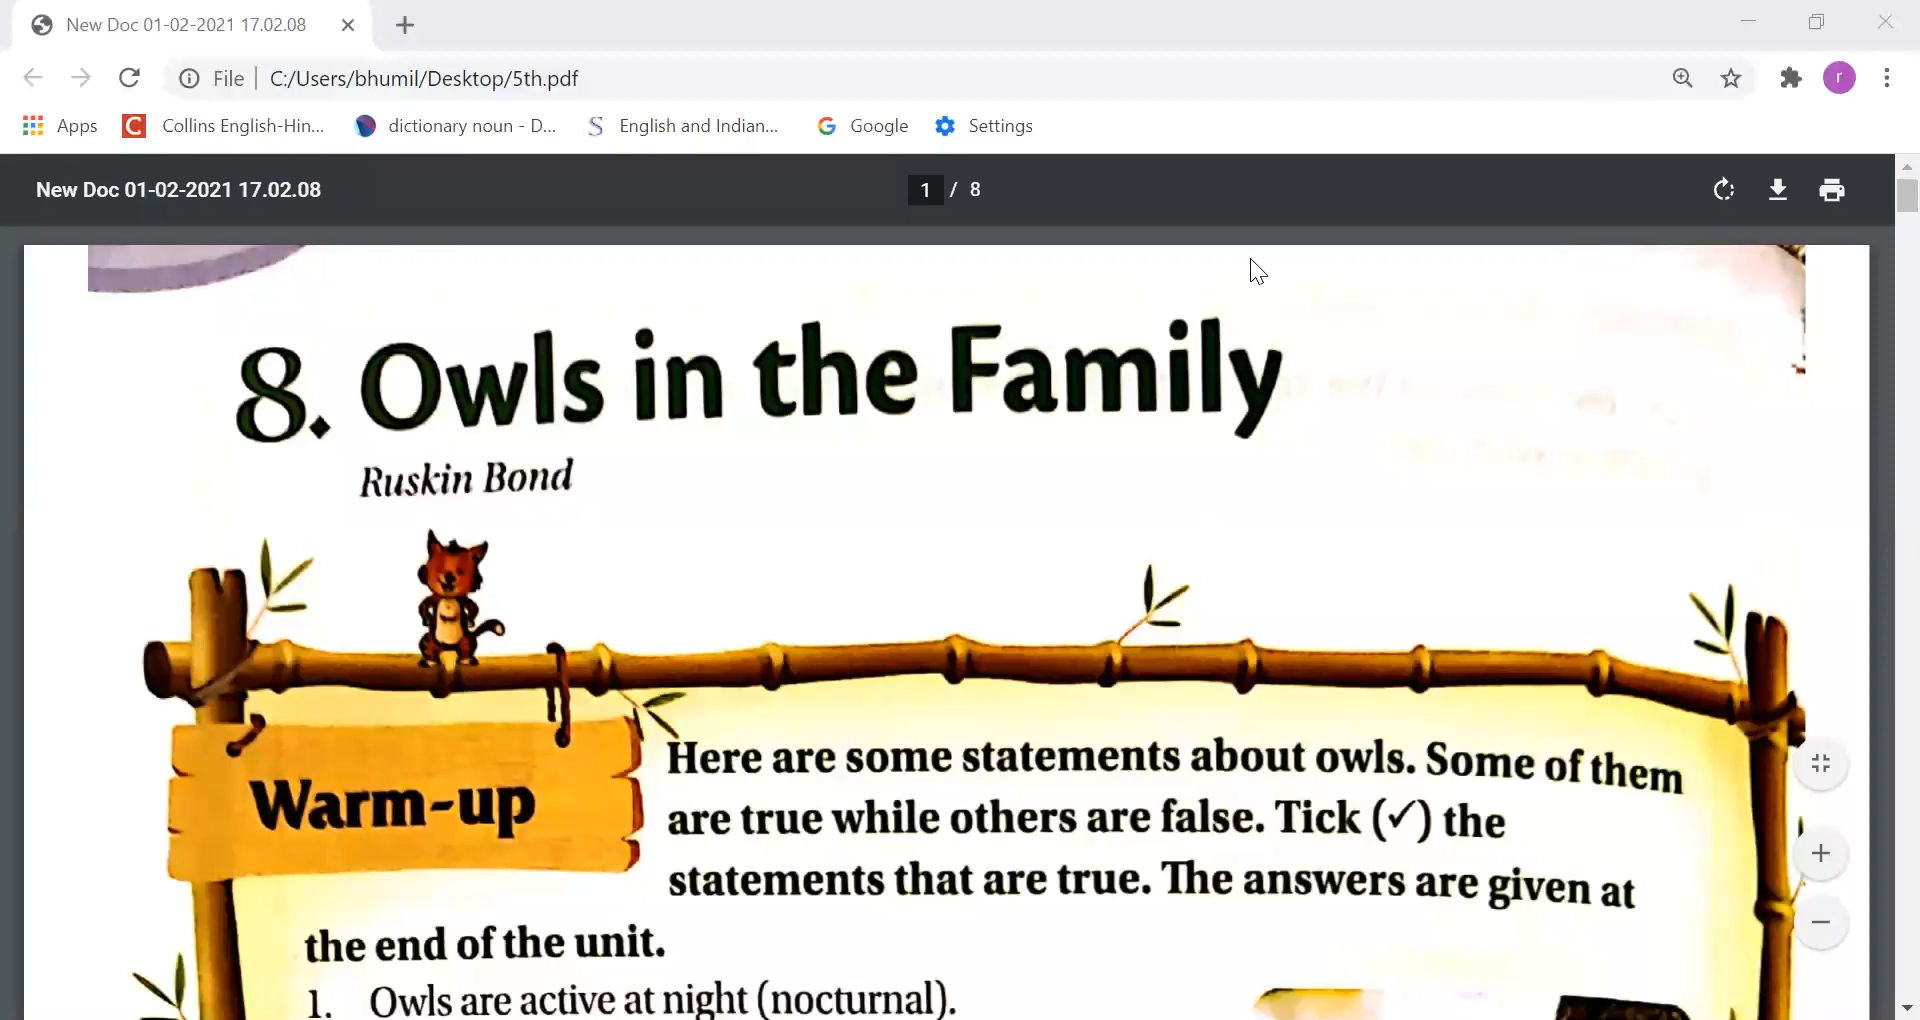 New Doc 01-02-2021 17.02.08
File C:/Users/bhumil/Desktop/5th.pdf
r
Apps
Collins English-Hin...
dictionary noun - D...
English and Indian...
Google
Settings
New Doc 01-02-2021 17.02.08
1 / 8
8. Owls in the Family
Ruskin Bond
Warm-up
Here are some statements about owls. Some of them
are true while others are false. Tick (✓) the
statements that are true. The answers are given at
the end of the unit.
1. Owls are active at night (nocturnal).